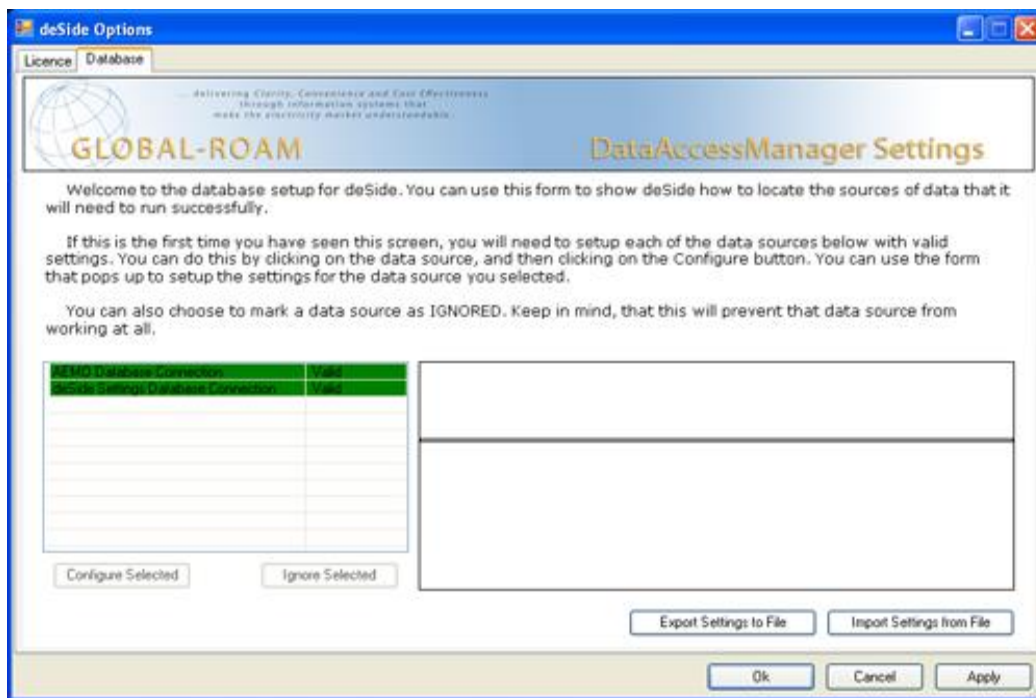 deSide Options
Licence Database
delivering Clarity, Convenience and Cost Effectiveness
through information systems that
make the electricity market understandable.
GLOBAL-ROAM
DataAccessManager Settings
Welcome to the database setup for deSide. You can use this form to show deSide how to locate the sources of data that it
will need to run successfully.
If this is the first time you have seen this screen, you will need to setup each of the data sources below with valid
settings. You can do this by clicking on the data source, and then clicking on the Configure button. You can use the form
that pops up to setup the settings for the data source you selected.
You can also choose to mark a data source as IGNORED. Keep in mind, that this will prevent that data source from
working at all.
AEMO Database Connection Valid
deSide Settings Database Connection Valid
Configure Selected Ignore Selected
Export Settings to File Import Settings from File
Ok Cancel Apply